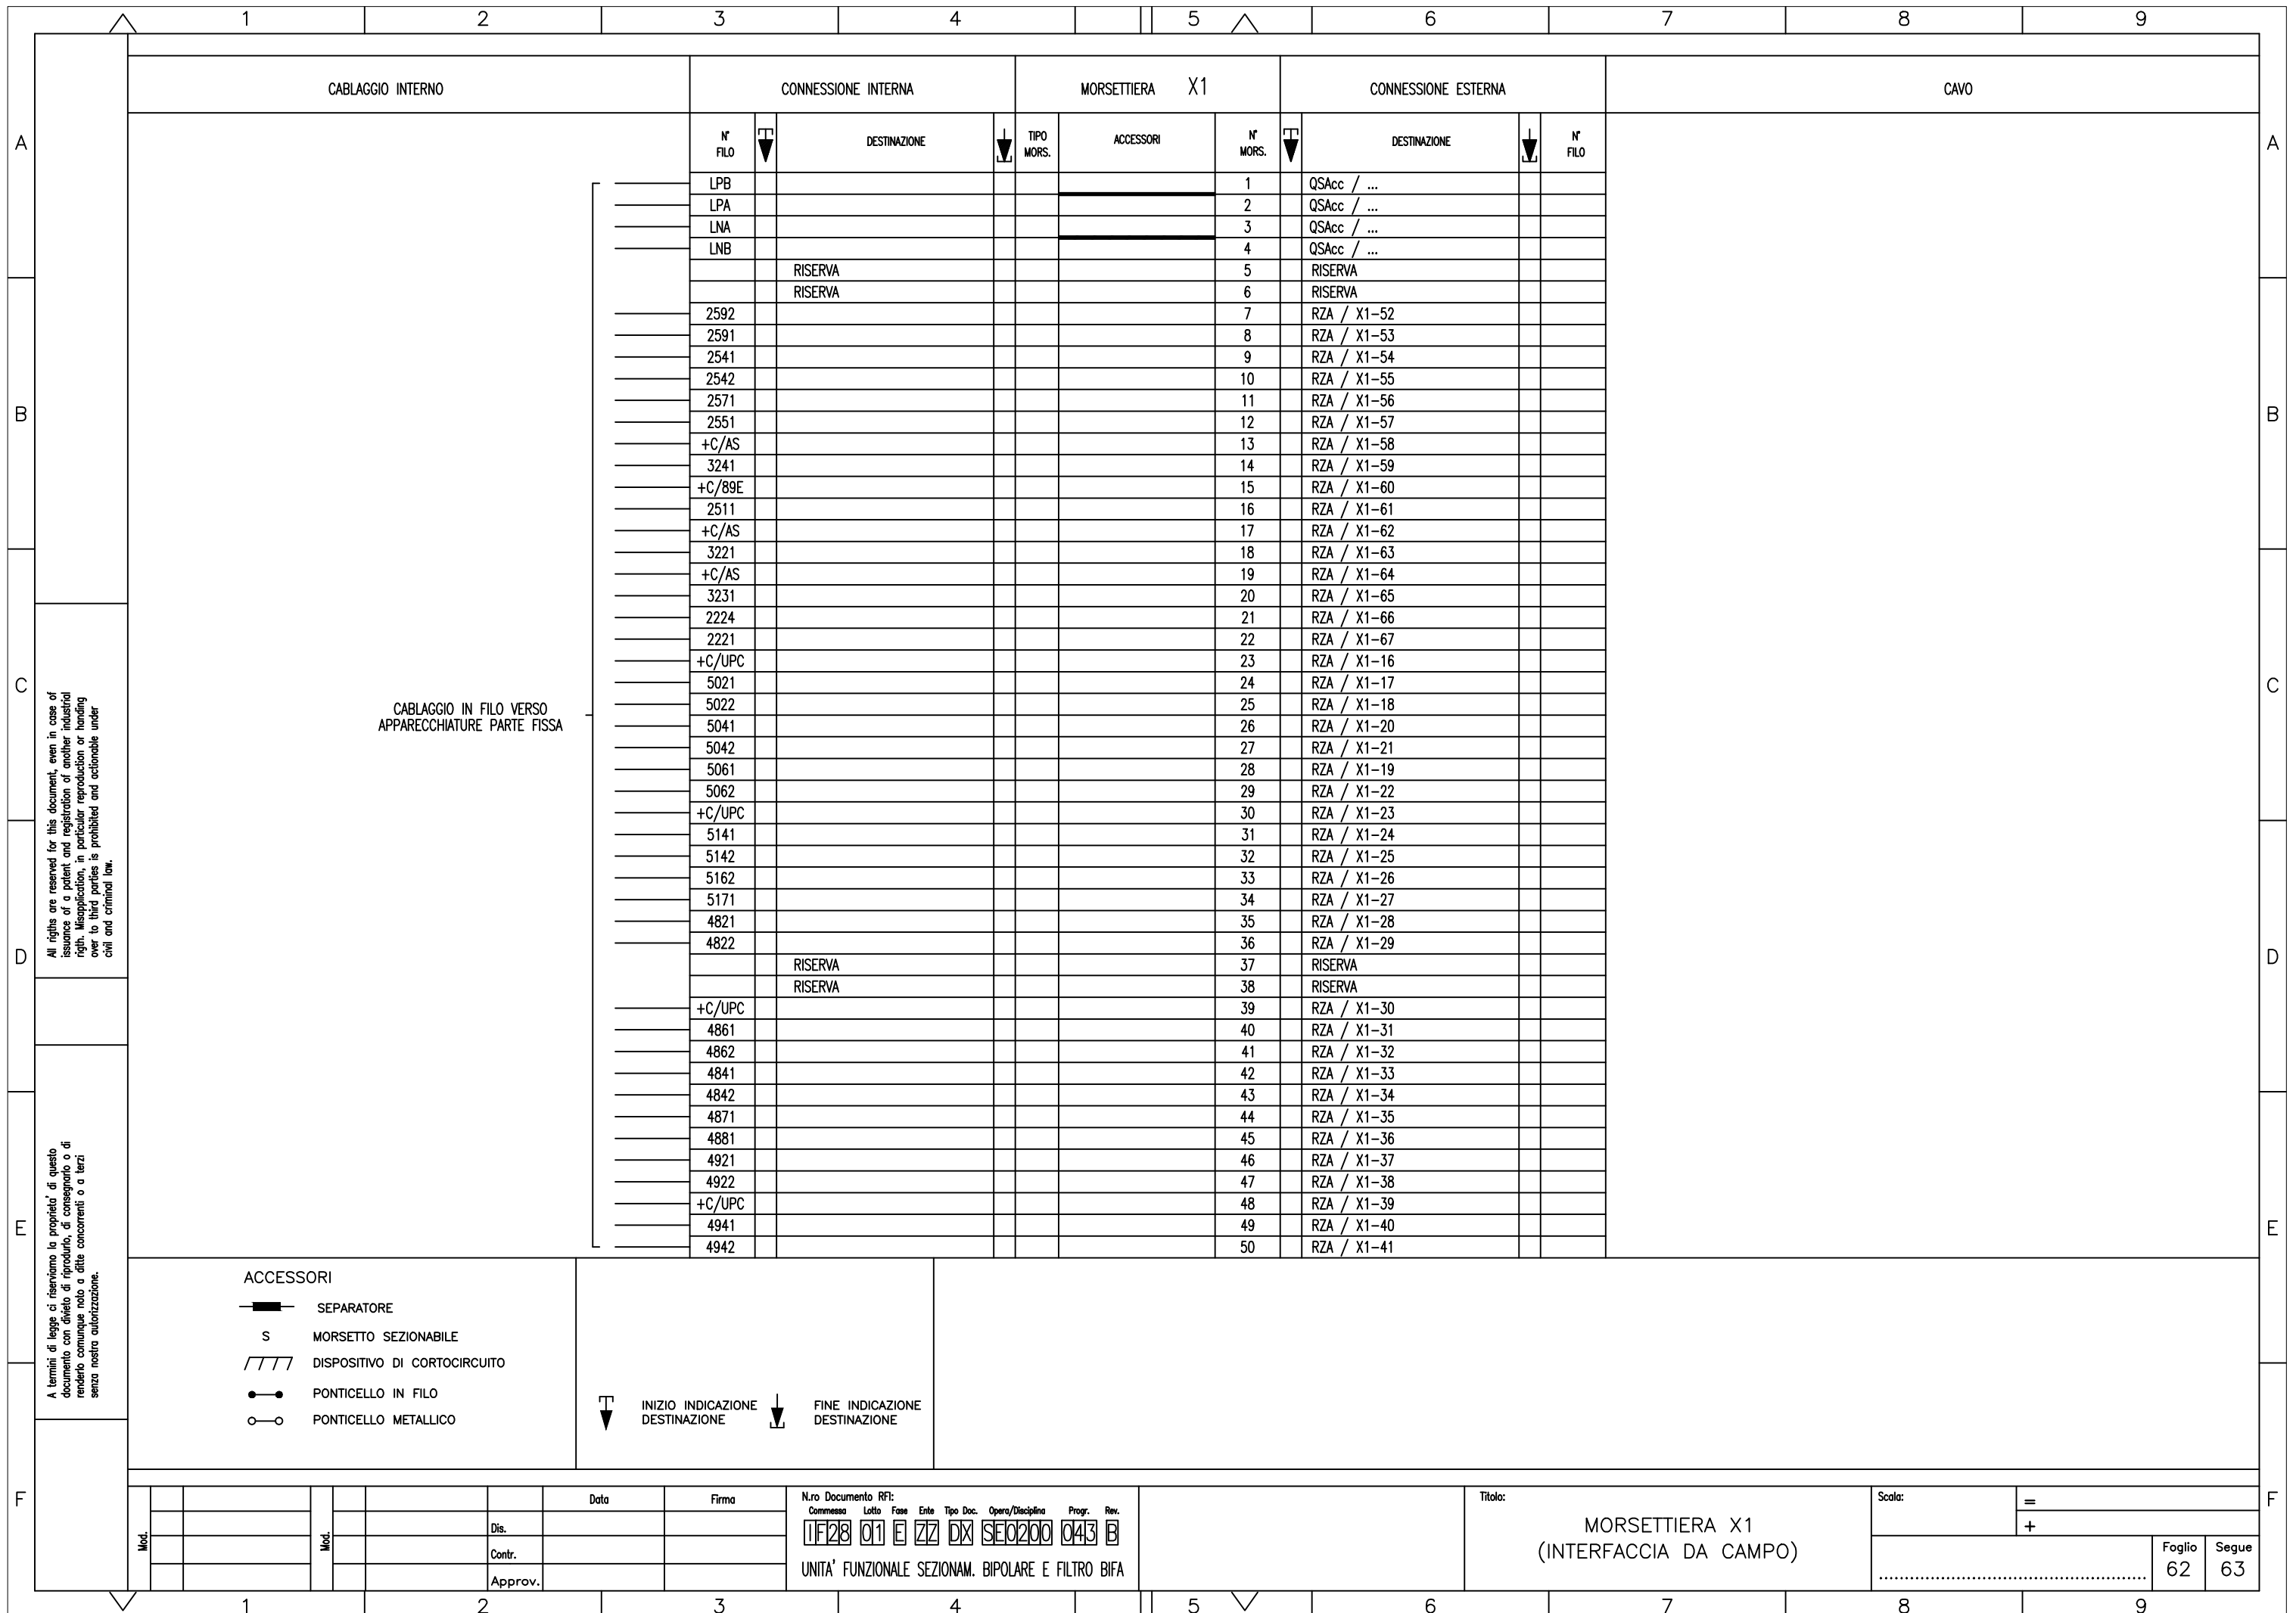 1 2 3 4 5 6 7 8 9
CABLAGGIO INTERNO CONNESSIONE INTERNA MORSETTIERA X1 CONNESSIONE ESTERNA CAVO
N° FILO DESTINAZIONE TIPO MORS. ACCESSORI N° MORS. DESTINAZIONE N° FILO
LPB 1 QSAcc / ...
LPA 2 QSAcc / ...
LNA 3 QSAcc / ...
LNB 4 QSAcc / ...
RISERVA 5 RISERVA
RISERVA 6 RISERVA
2592 7 RZA / X1-52
2591 8 RZA / X1-53
2541 9 RZA / X1-54
2542 10 RZA / X1-55
2571 11 RZA / X1-56
2551 12 RZA / X1-57
+C/AS 13 RZA / X1-58
3241 14 RZA / X1-59
+C/89E 15 RZA / X1-60
2511 16 RZA / X1-61
+C/AS 17 RZA / X1-62
3221 18 RZA / X1-63
+C/AS 19 RZA / X1-64
3231 20 RZA / X1-65
2224 21 RZA / X1-66
2221 22 RZA / X1-67
+C/UPC 23 RZA / X1-16
5021 24 RZA / X1-17
5022 25 RZA / X1-18
5041 26 RZA / X1-20
5042 27 RZA / X1-21
5061 28 RZA / X1-19
5062 29 RZA / X1-22
+C/UPC 30 RZA / X1-23
5141 31 RZA / X1-24
5142 32 RZA / X1-25
5162 33 RZA / X1-26
5171 34 RZA / X1-27
4821 35 RZA / X1-28
4822 36 RZA / X1-29
RISERVA 37 RISERVA
RISERVA 38 RISERVA
+C/UPC 39 RZA / X1-30
4861 40 RZA / X1-31
4862 41 RZA / X1-32
4841 42 RZA / X1-33
4842 43 RZA / X1-34
4871 44 RZA / X1-35
4881 45 RZA / X1-36
4921 46 RZA / X1-37
4922 47 RZA / X1-38
+C/UPC 48 RZA / X1-39
4941 49 RZA / X1-40
4942 50 RZA / X1-41
CABLAGGIO IN FILO VERSO
APPARECCHIATURE PARTE FISSA
A A
B B
C C
D D
E E
F F
All rigths are reserved for this document, even in case of
issuance of a patent and registration of another industrial
rigth. Misapplication, in particular reproduction or handing
over to third parties is prohibited and actionable under
civil and criminal law.
A termini di legge ci riserviamo la proprieta' di questo
documento con divieto di riprodurlo, di consegnarlo o di
renderlo comunque noto a ditte concorrenti o a terzi
senza nostra autorizzazione.
ACCESSORI
SEPARATORE
S MORSETTO SEZIONABILE
DISPOSITIVO DI CORTOCIRCUITO
PONTICELLO IN FILO
PONTICELLO METALLICO
INIZIO INDICAZIONE
DESTINAZIONE
FINE INDICAZIONE
DESTINAZIONE
Mod. Mod.
Data Firma
Dis.
Contr.
Approv.
N.ro Documento RFI:
Commessa Lotto Fase Ente Tipo Doc. Opera/Disciplina Progr. Rev.
IF28 01 E ZZ DX SE0200 043 B
UNITA' FUNZIONALE SEZIONAM. BIPOLARE E FILTRO BIFA
Titolo:
MORSETTIERA X1
(INTERFACCIA DA CAMPO)
Scala:
=
+
Foglio Segue
62 63
1 2 3 4 5 6 7 8 9